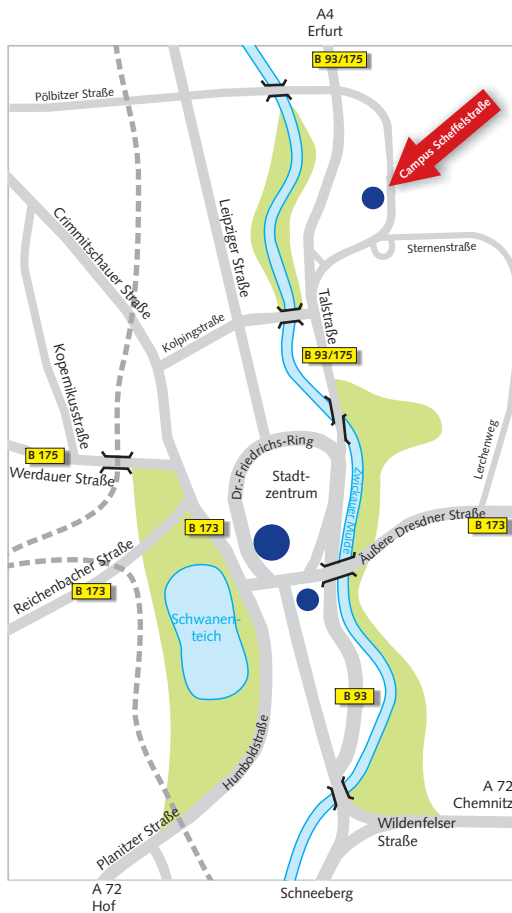 A4
Erfurt
B 93/175
Pölbitzer Straße
Campus Scheffelstraße
Leipziger Straße
Crimmitschauer Straße
Sternenstraße
Talstraße
Kolpingstraße
B 93/175
Kopernikusstraße
Dr.-Friedrichs-Ring
Lerchenweg
B 175
Werdauer Straße
Stadt-
zentrum
Zwickauer Mulde
B 173
Äußere Dresdner Straße
B 173
Reichenbacher Straße
B 173
Schwanen-
teich
B 93
Humboldstraße
A 72
Chemnitz
Wildenfelser
Straße
Planitzer Straße
A 72
Hof
Schneeberg